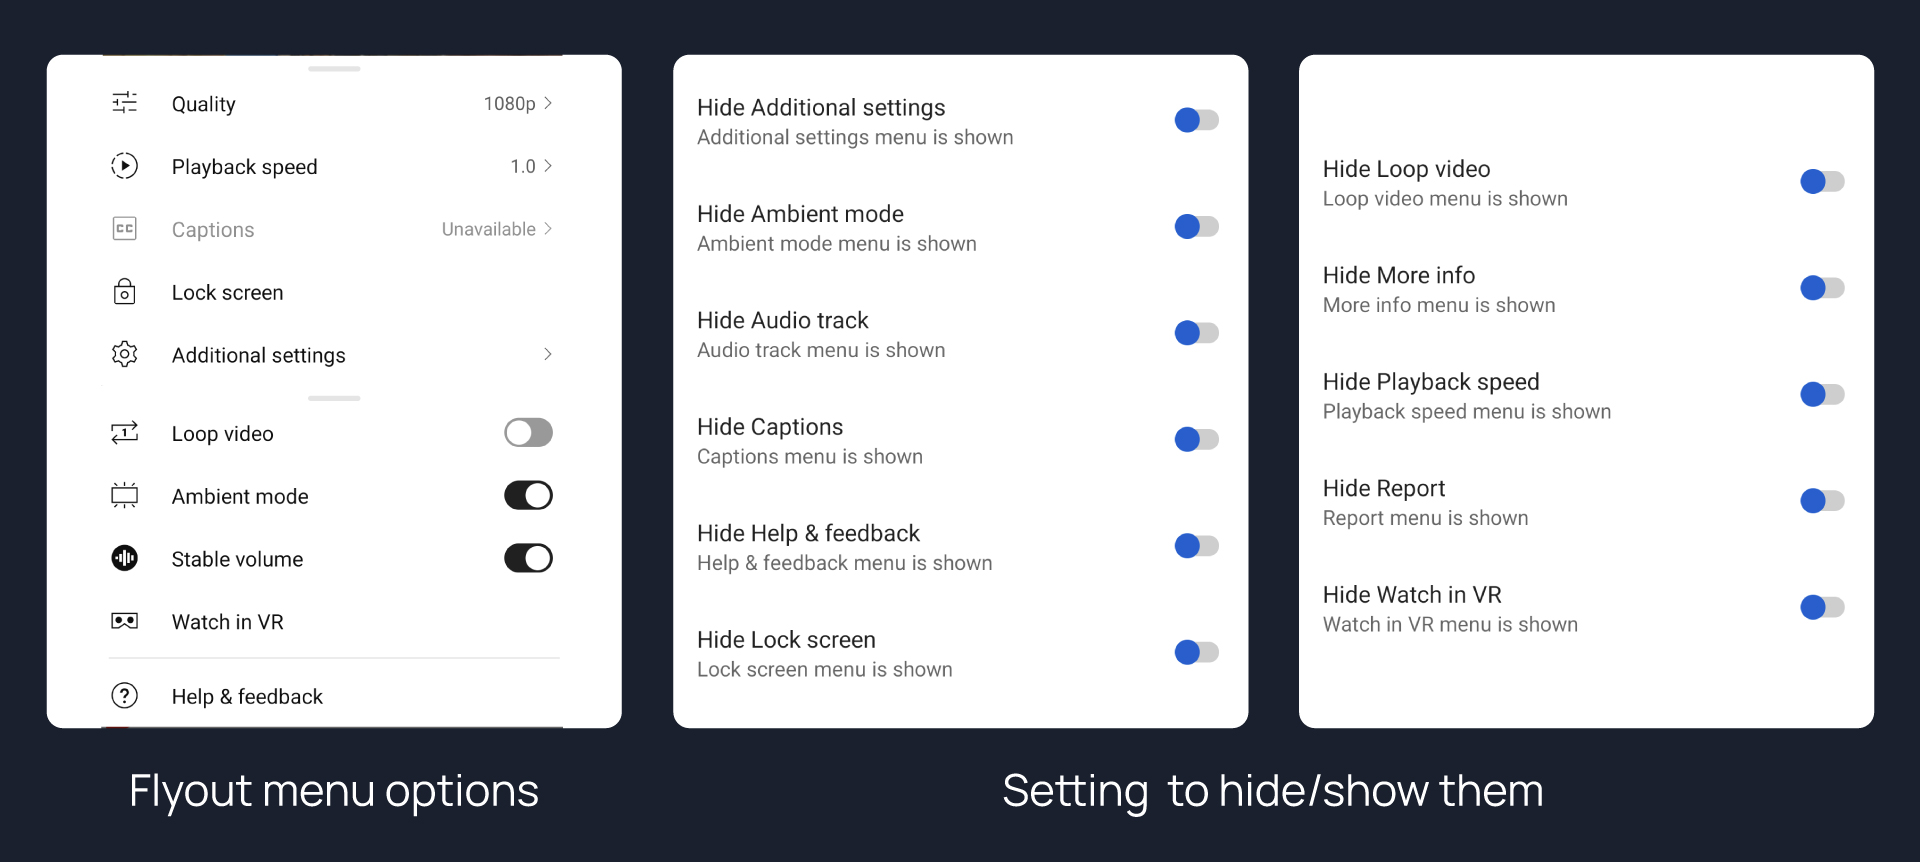 Quality 1080p
Playback speed 1.0
CC Captions Unavailable
Lock screen
Additional settings
1 Loop video
Ambient mode
Stable volume
Watch in VR
? Help & feedback
Hide Additional settings
Additional settings menu is shown
Hide Ambient mode
Ambient mode menu is shown
Hide Audio track
Audio track menu is shown
Hide Captions
Captions menu is shown
Hide Help & feedback
Help & feedback menu is shown
Hide Lock screen
Lock screen menu is shown
Hide Loop video
Loop video menu is shown
Hide More info
More info menu is shown
Hide Playback speed
Playback speed menu is shown
Hide Report
Report menu is shown
Hide Watch in VR
Watch in VR menu is shown
Flyout menu options
Setting to hide/show them